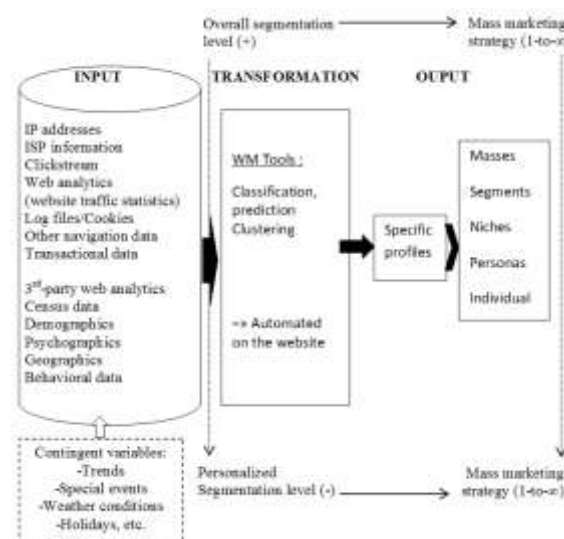 Overall segmentation
level (+)
Mass marketing
strategy (1-to-∞)
INPUT
TRANSFORMATION
OUPUT
IP addresses
ISP information
Clickstream
Web analytics
(website traffic statistics)
Log files/Cookies
Other navigation data
Transactional data
3rd-party web analytics
Census data
Demographics
Psychographics
Geographics
Behavioral data
WM Tools :
Classification,
prediction
Clustering
–> Automated
on the website
Specific
profiles
Masses
Segments
Niches
Personas
Individual
Contingent variables:
-Trends
-Special events
-Weather conditions
-Holidays, etc.
Personalized
Segmentation level (-)
Mass marketing
strategy (1-to-∞)